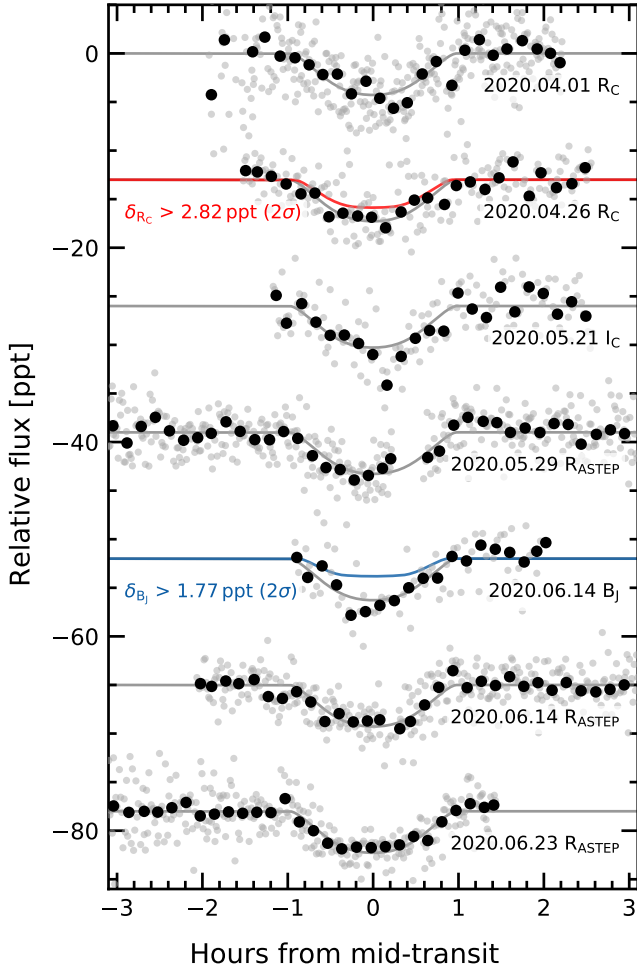 0
2020.04.01 R_C
δ_R_C > 2.82 ppt (2σ)
2020.04.26 R_C
−20
2020.05.21 I_C
Relative flux [ppt]
−40
2020.05.29 R_ASTEP
δ_B_J > 1.77 ppt (2σ)
2020.06.14 B_J
−60
2020.06.14 R_ASTEP
−80
2020.06.23 R_ASTEP
−3 −2 −1 0 1 2 3
Hours from mid-transit